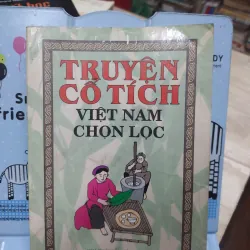 TRUYỆN
CỔ TÍCH
VIỆT NAM
CHỌN LỌC